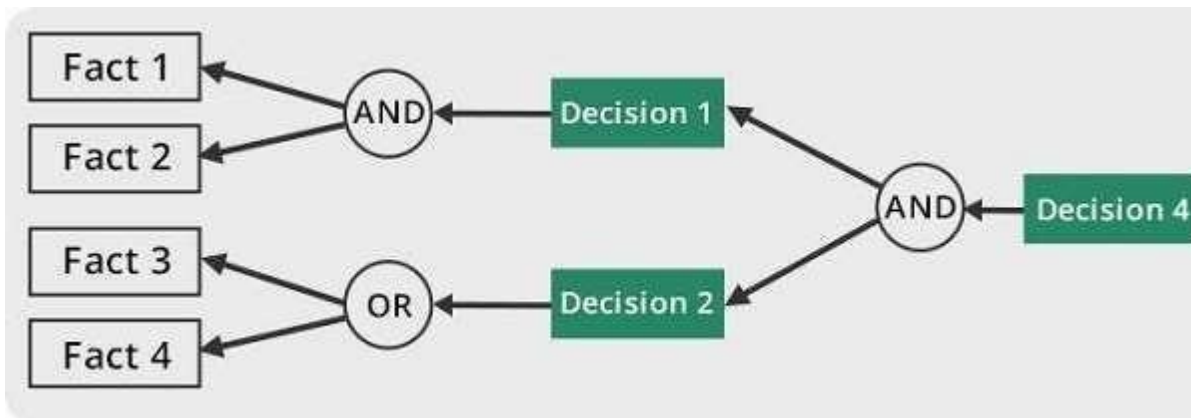 Fact 1
Fact 2
Fact 3
Fact 4
AND
OR
Decision 1
Decision 2
AND
Decision 4